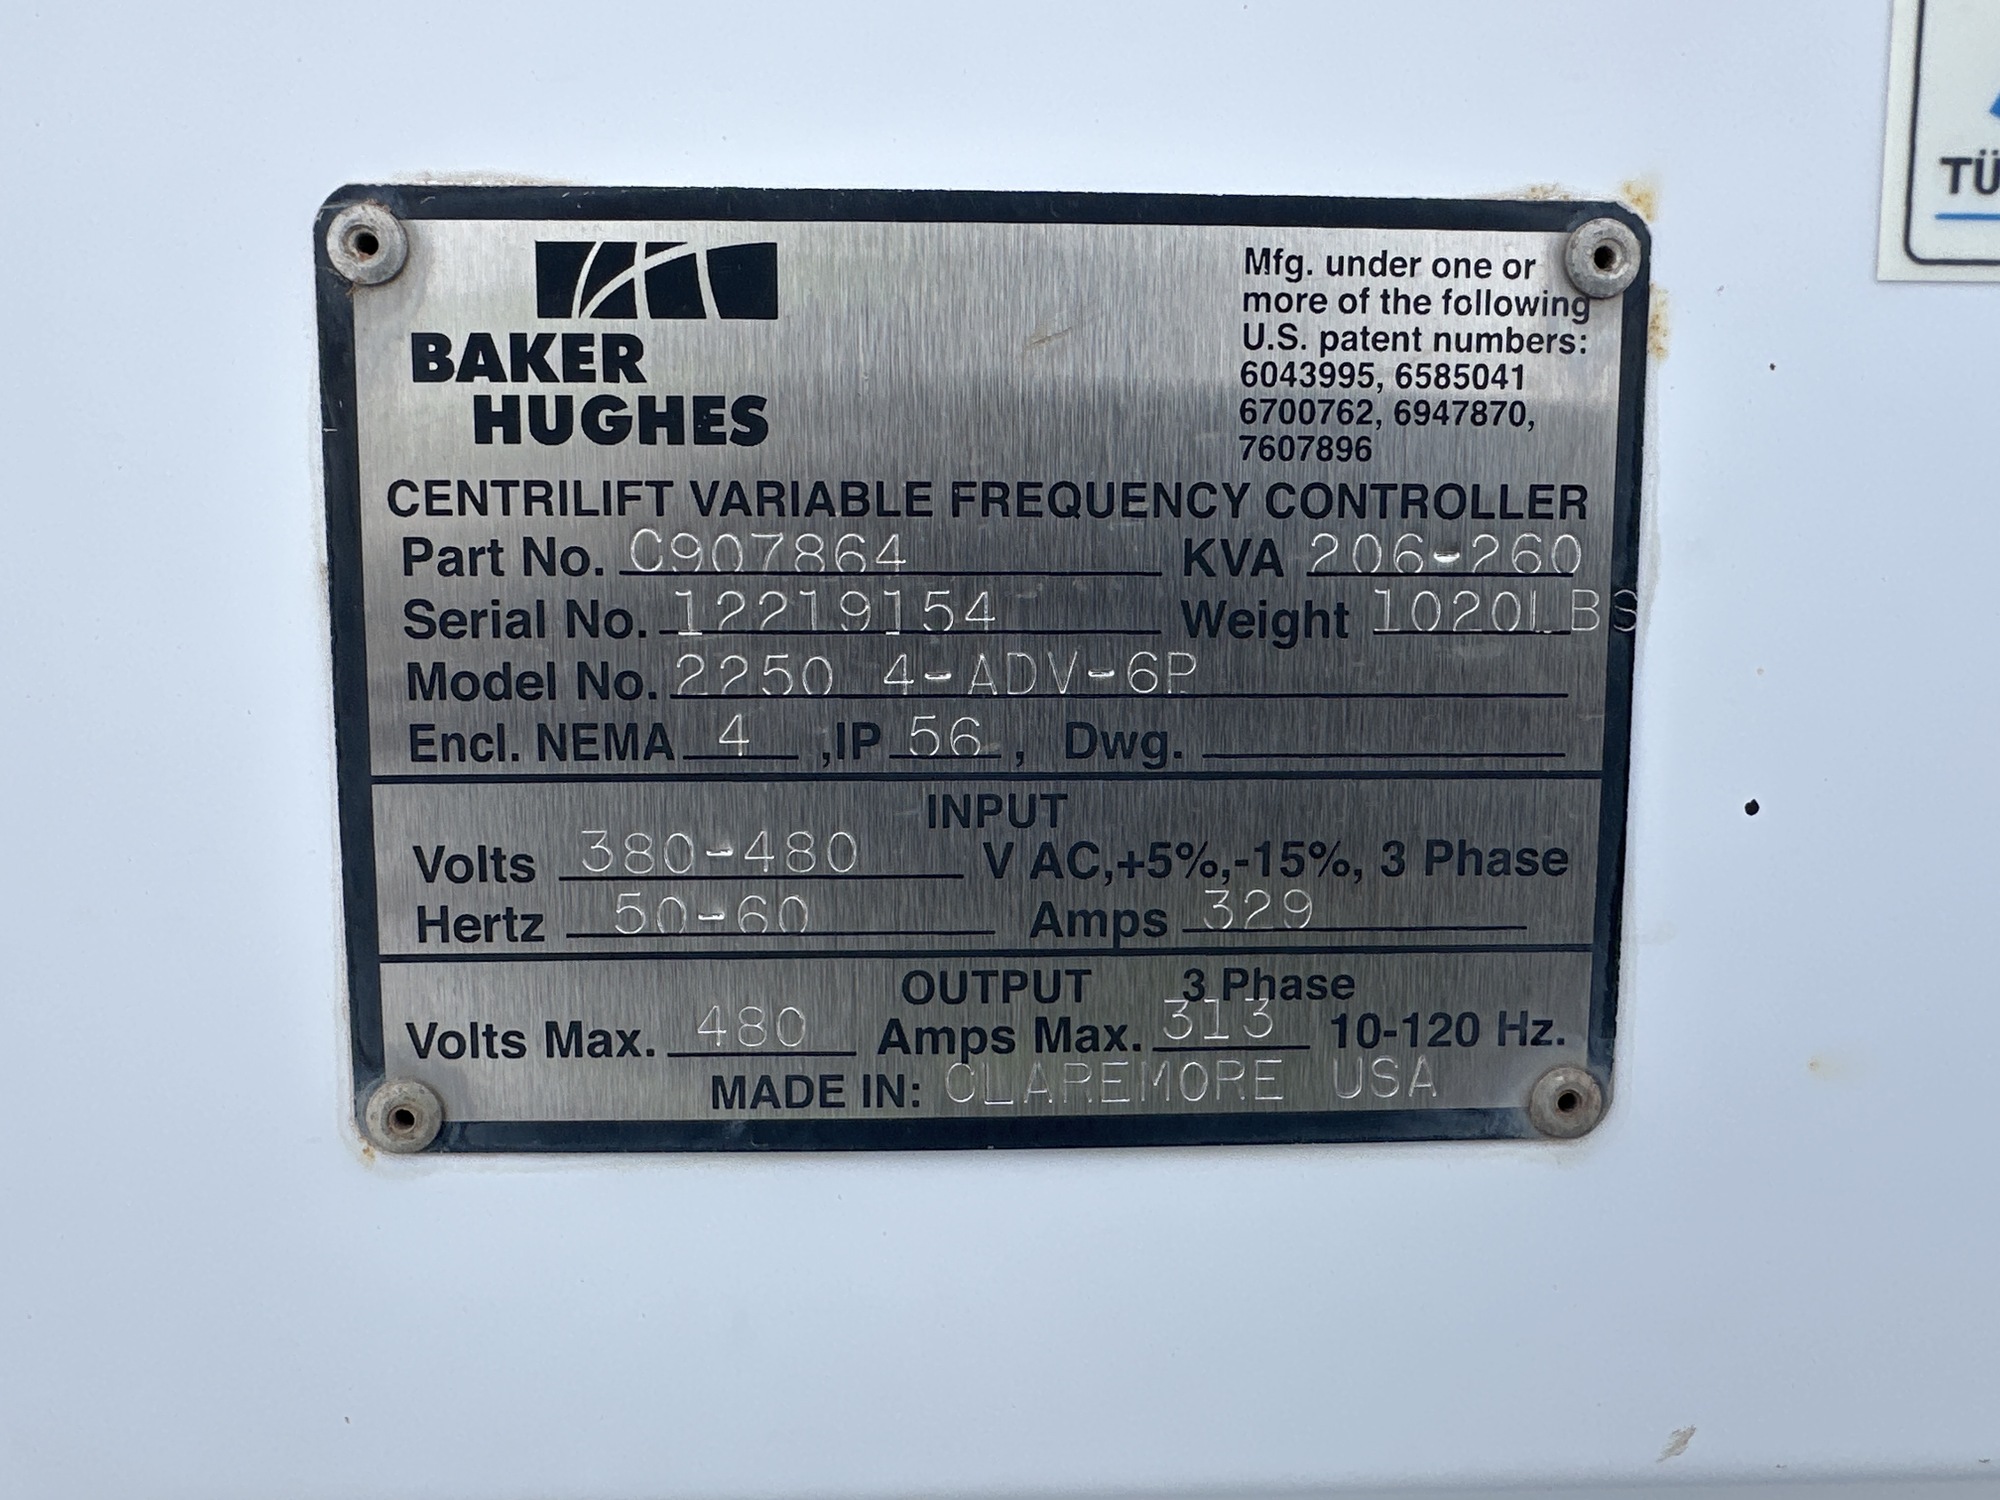 BAKER
HUGHES
Mfg. under one or
more of the following
U.S. patent numbers:
6043995, 6585041
6700762, 6947870,
7607896
CENTRILIFT VARIABLE FREQUENCY CONTROLLER
Part No. C907864 KVA 206-260
Serial No. 12219154 Weight 1020LBS
Model No. 2250 4-ADV-6P
Encl. NEMA 4 ,IP 56 , Dwg.
INPUT
Volts 380-480 V AC,+5%,-15%, 3 Phase
Hertz 50-60 Amps 329
OUTPUT 3 Phase
Volts Max. 480 Amps Max. 313 10-120 Hz.
MADE IN: CLAREMORE USA
TÜ